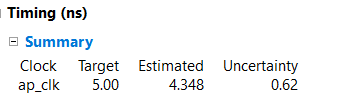 Timing (ns)
Summary
Clock Target Estimated Uncertainty
ap_clk 5.00 4.348 0.62